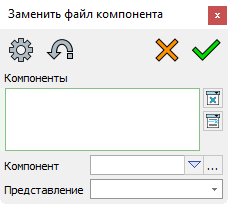 Заменить файл компонента
Компоненты
Компонент
Представление